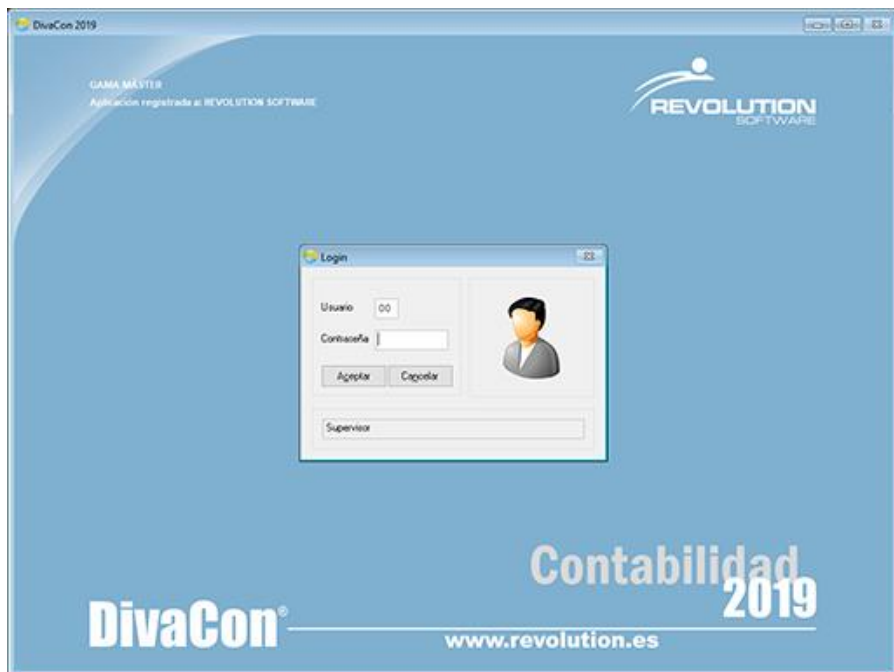 DivaCon 2019
GAMA MÁSTER
Aplicación registrada a: REVOLUTION SOFTWARE
REVOLUTION
SOFTWARE
Login
Usuario 00
Contraseña
Aceptar Cancelar
Supervisor
Contabilidad
2019
DivaCon®
www.revolution.es